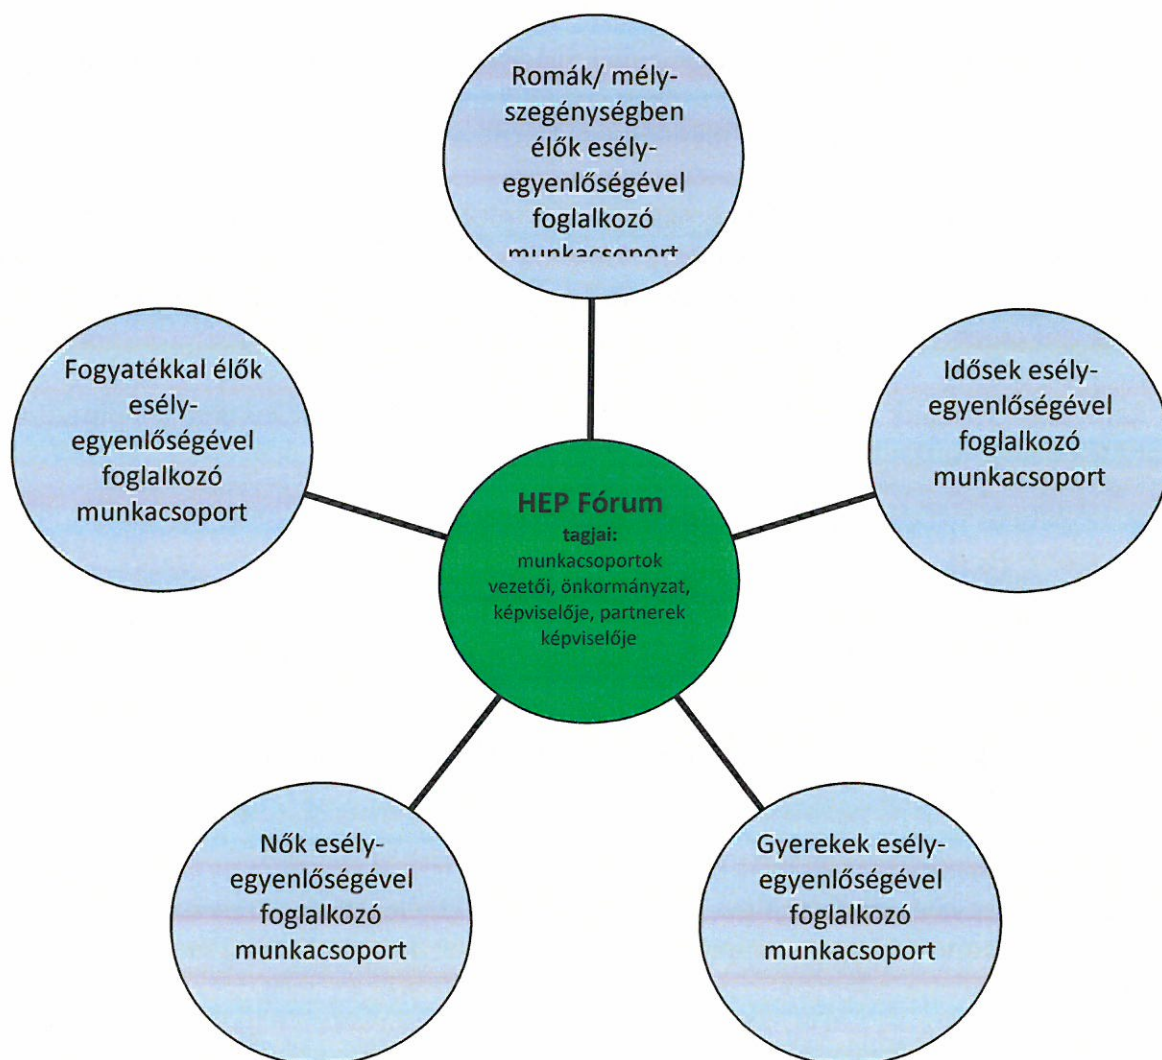 Romák/ mély-
szegénységben
élők esély-
egyenlőségével
foglalkozó
munkacsoport
Fogyatékkal élők
esély-
egyenlőségével
foglalkozó
munkacsoport
Idősek esély-
egyenlőségével
foglalkozó
munkacsoport
HEP Fórum
tagjai:
munkacsoportok
vezetői, önkormányzat,
képviselője, partnerek
képviselője
Nők esély-
egyenlőségével
foglalkozó
munkacsoport
Gyerekek esély-
egyenlőségével
foglalkozó
munkacsoport